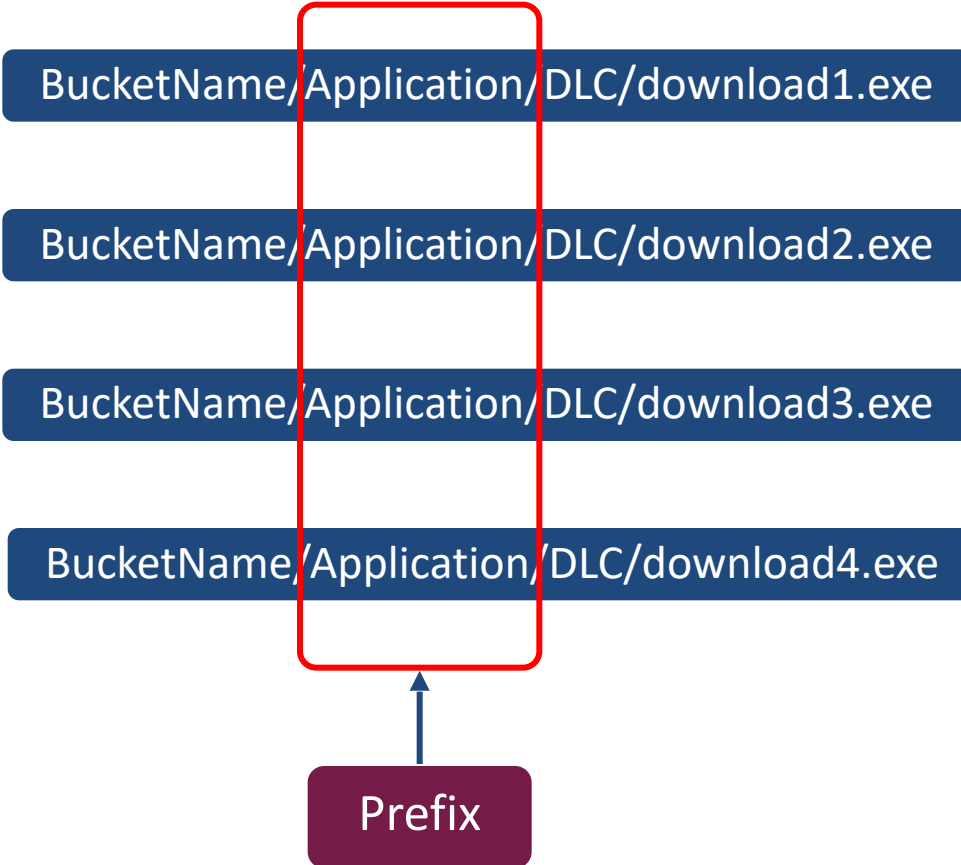 BucketName/Application/DLC/download1.exe
BucketName/Application/DLC/download2.exe
BucketName/Application/DLC/download3.exe
BucketName/Application/DLC/download4.exe
Prefix